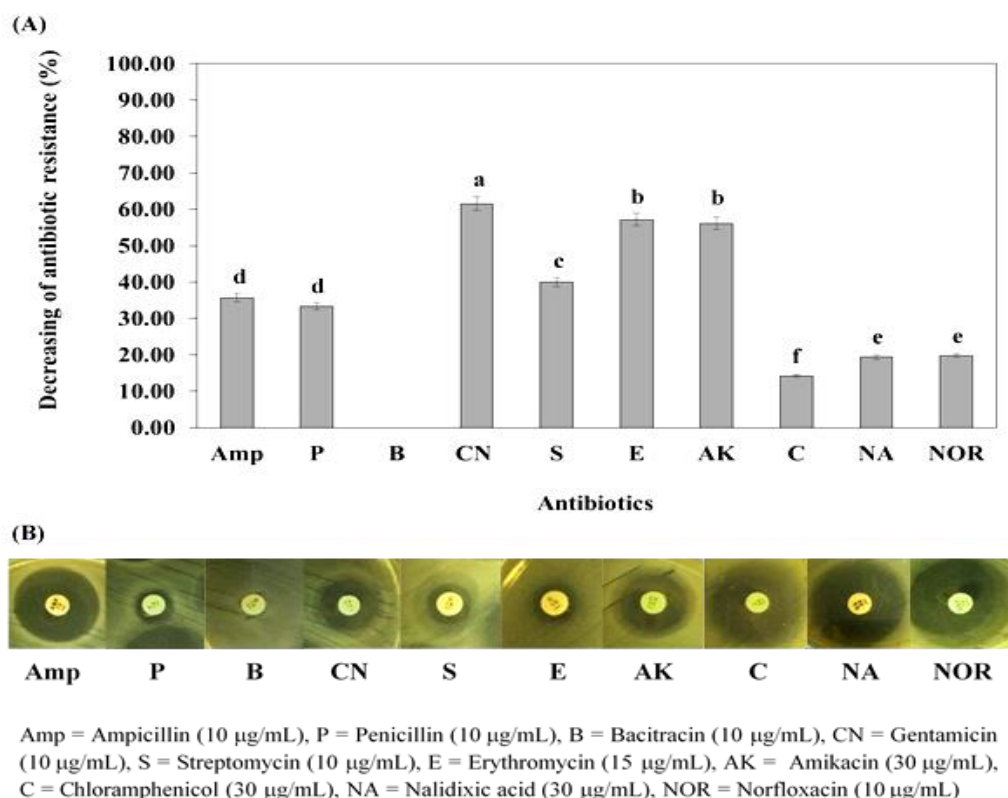 (A)
Decreasing of antibiotic resistance (%)
100.00
90.00
80.00
70.00
60.00
50.00
40.00
30.00
20.00
10.00
0.00
d d a c b b f e e
Amp P B CN S E AK C NA NOR
Antibiotics
(B)
Amp P B CN S E AK C NA NOR
Amp = Ampicillin (10 μg/mL), P = Penicillin (10 μg/mL), B = Bacitracin (10 μg/mL), CN = Gentamicin
(10 μg/mL), S = Streptomycin (10 μg/mL), E = Erythromycin (15 μg/mL), AK = Amikacin (30 μg/mL),
C = Chloramphenicol (30 μg/mL), NA = Nalidixic acid (30 μg/mL), NOR = Norfloxacin (10 μg/mL)